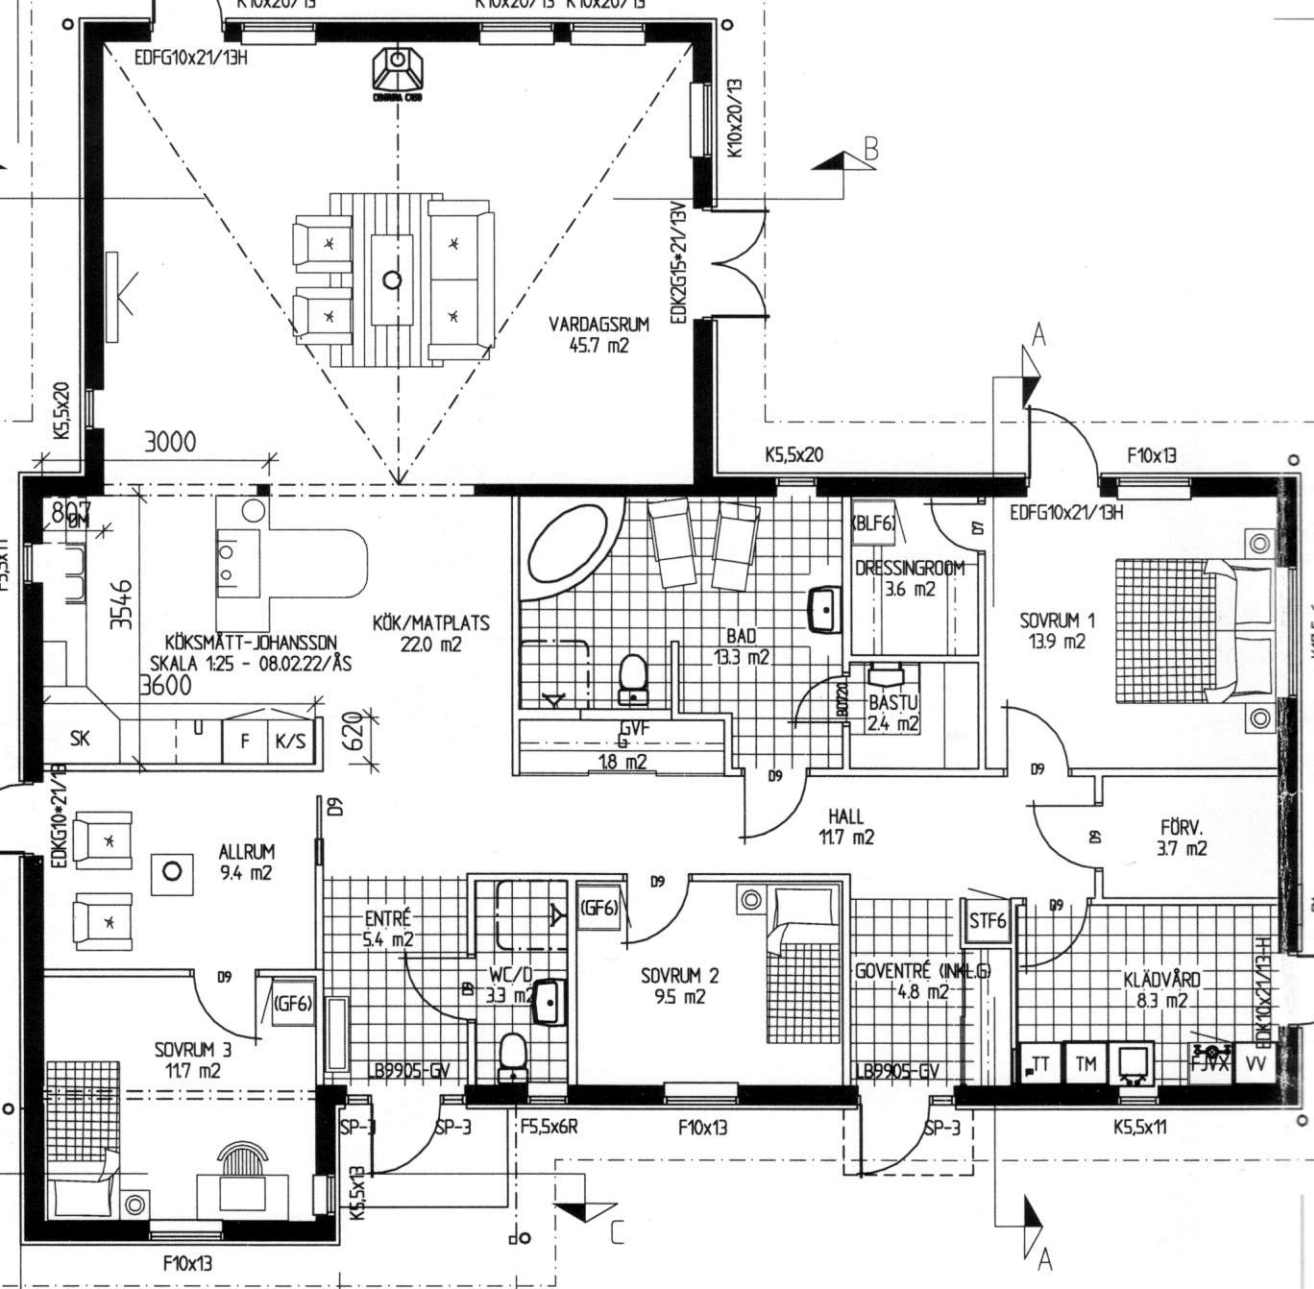 K10x20/13
K10x20/13
K10x20/13
EDFG10x21/13H
K10x20/13
B
EDK2G15*21/13V
VARDAGSRUM
45.7 m2
A
K5,5x20
3000
K5,5x20
F10x13
807
DM
EDFG10x21/13H
(BLF6)
D7
DRESSINGROOM
3.6 m2
3546
KÖK/MATPLATS
22.0 m2
KÖKSMÅTT-JOHANSSON
SKALA 1:25 - 08.02.22/ÅS
3600
BAD
13.3 m2
SOVRUM 1
13.9 m2
BASTU
2.4 m2
620
SK
F
K/S
GVF
G
1.8 m2
D9
D9
EDKG10*21/13
D9
HALL
11.7 m2
D9
FÖRV.
3.7 m2
ALLRUM
9.4 m2
D9
(GF6)
D9
STF6
ENTRÉ
5.4 m2
WC/D
3.3 m2
D9
SOVRUM 2
9.5 m2
GOVENTRÉ (INKL.G)
4.8 m2
KLÄDVÅRD
8.3 m2
EDK10x21/13-H
D9
(GF6)
SOVRUM 3
11.7 m2
LB9905-GV
LB9905-GV
TT
TM
FJVX
VV
SP-3
SP-3
F5,5x6R
F10x13
SP-3
K5,5x11
K5,5x13
C
A
F10x13